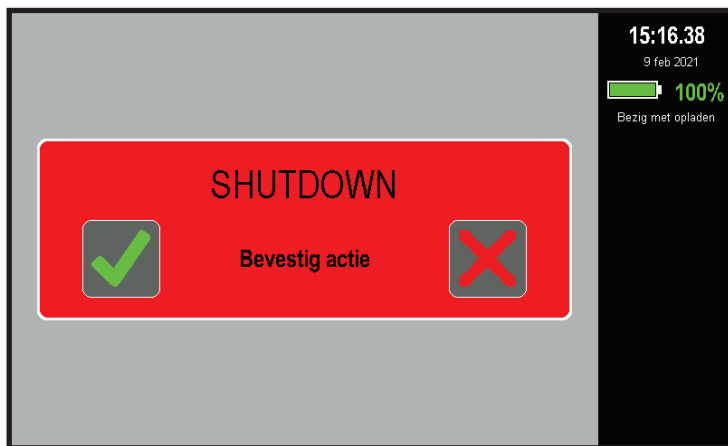 15:16.38
9 feb 2021
100%
Bezig met opladen
SHUTDOWN
Bevestig actie